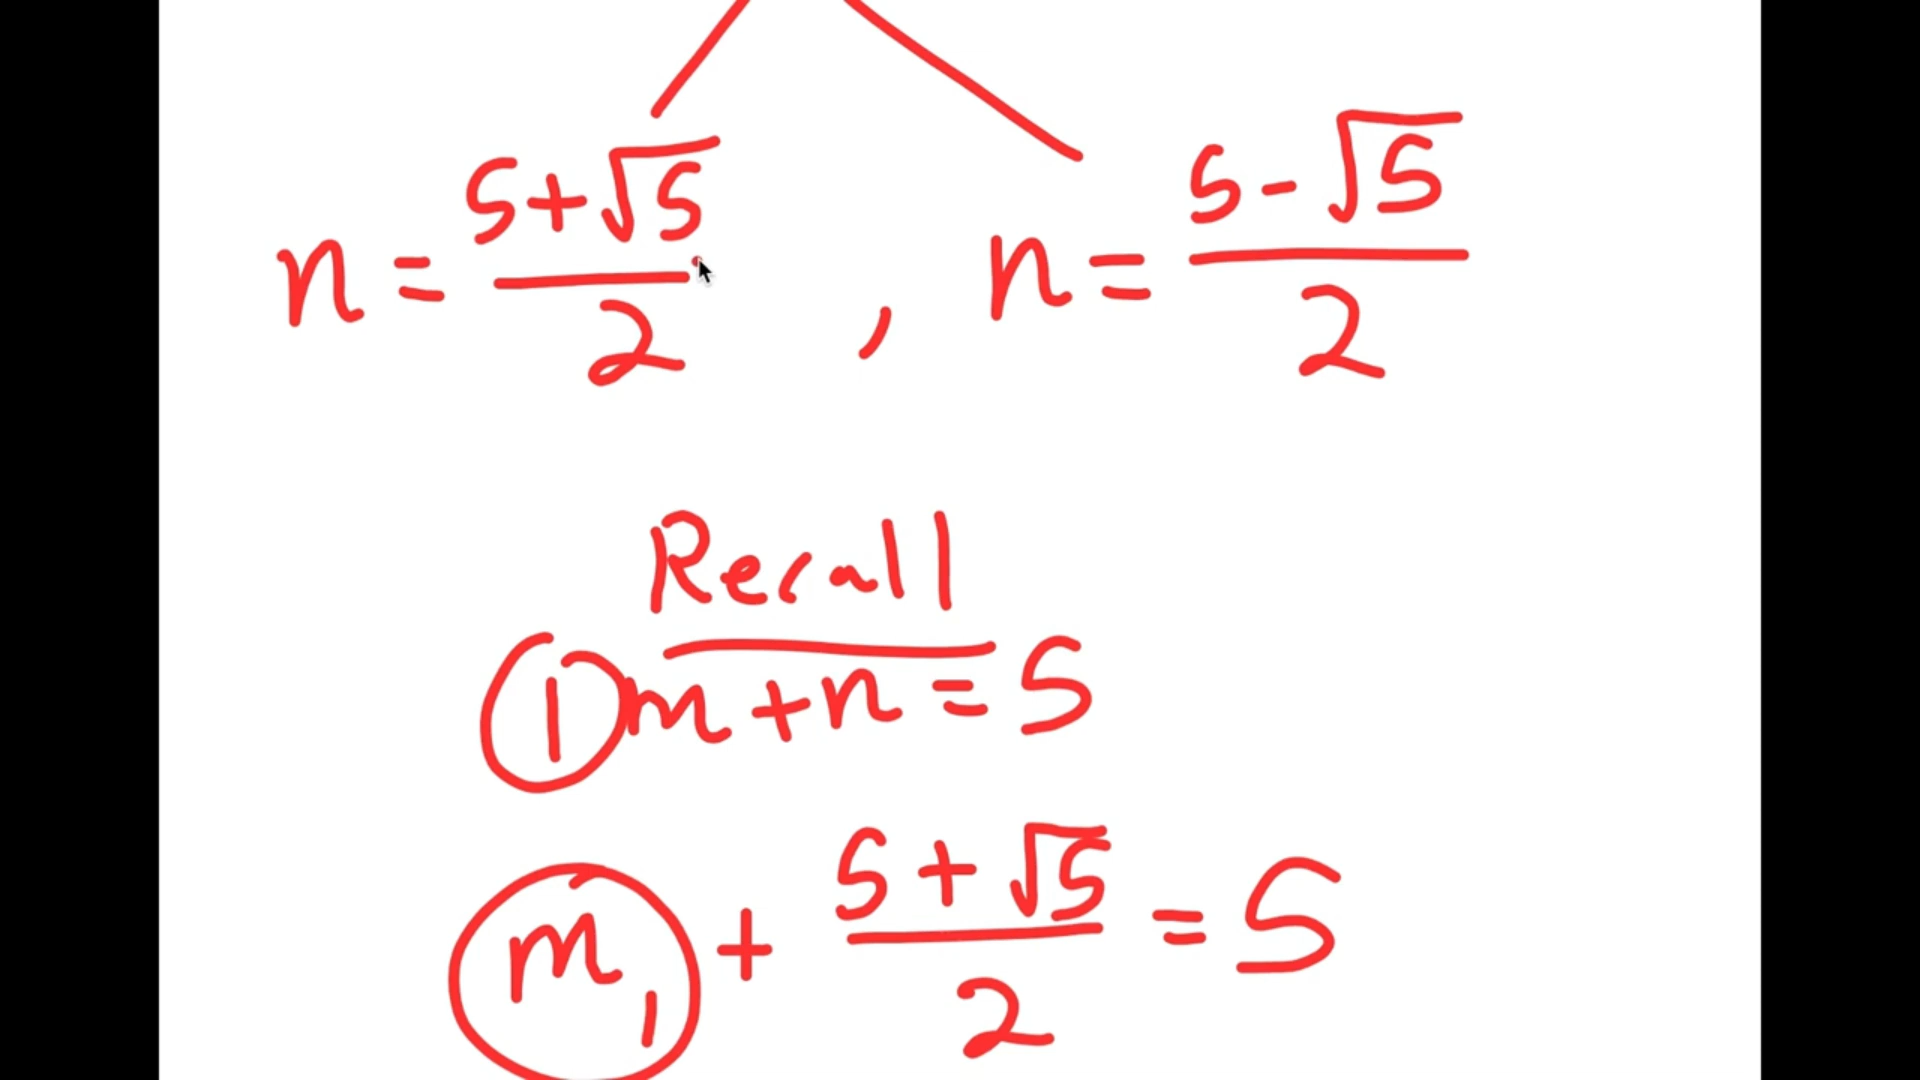 n = (5+√5)/2 , n = (5-√5)/2
Recall
① m + n = 5
m₁ + (5+√5)/2 = 5